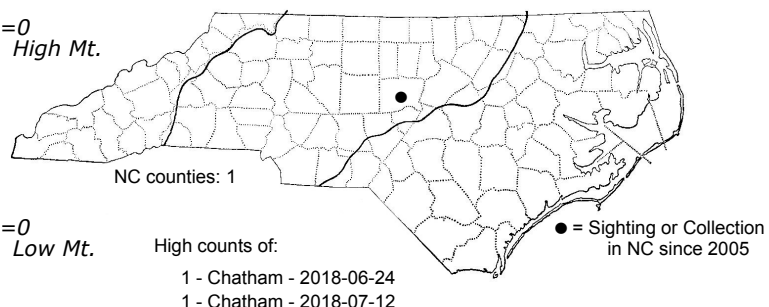 =0
High Mt.
NC counties: 1
=0
Low Mt.
High counts of:
1 - Chatham - 2018-06-24
1 - Chatham - 2018-07-12
● = Sighting or Collection
in NC since 2005